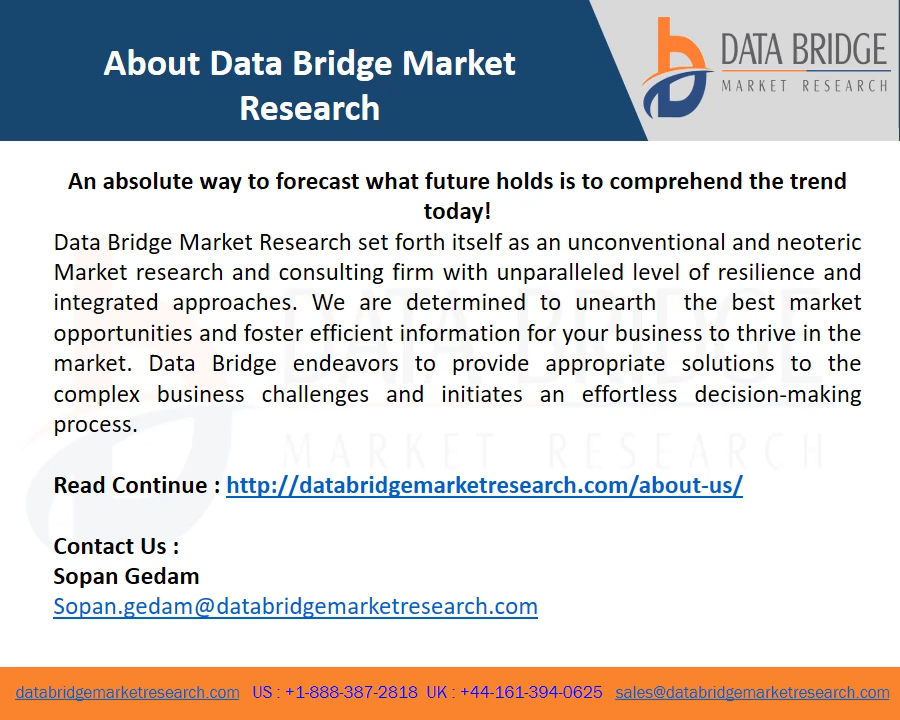 About Data Bridge Market
Research
DATA BRIDGE
MARKET RESEARCH
An absolute way to forecast what future holds is to comprehend the trend
today!
Data Bridge Market Research set forth itself as an unconventional and neoteric
Market research and consulting firm with unparalleled level of resilience and
integrated approaches. We are determined to unearth the best market
opportunities and foster efficient information for your business to thrive in the
market. Data Bridge endeavors to provide appropriate solutions to the
complex business challenges and initiates an effortless decision-making
process.
DATA BRIDGE
MARKET RESEARCH
Read Continue : http://databridgemarketresearch.com/about-us/
Contact Us :
Sopan Gedam
Sopan.gedam@databridgemarketresearch.com
databridgemarketresearch.com US : +1-888-387-2818 UK : +44-161-394-0625 sales@databridgemarketresearch.com